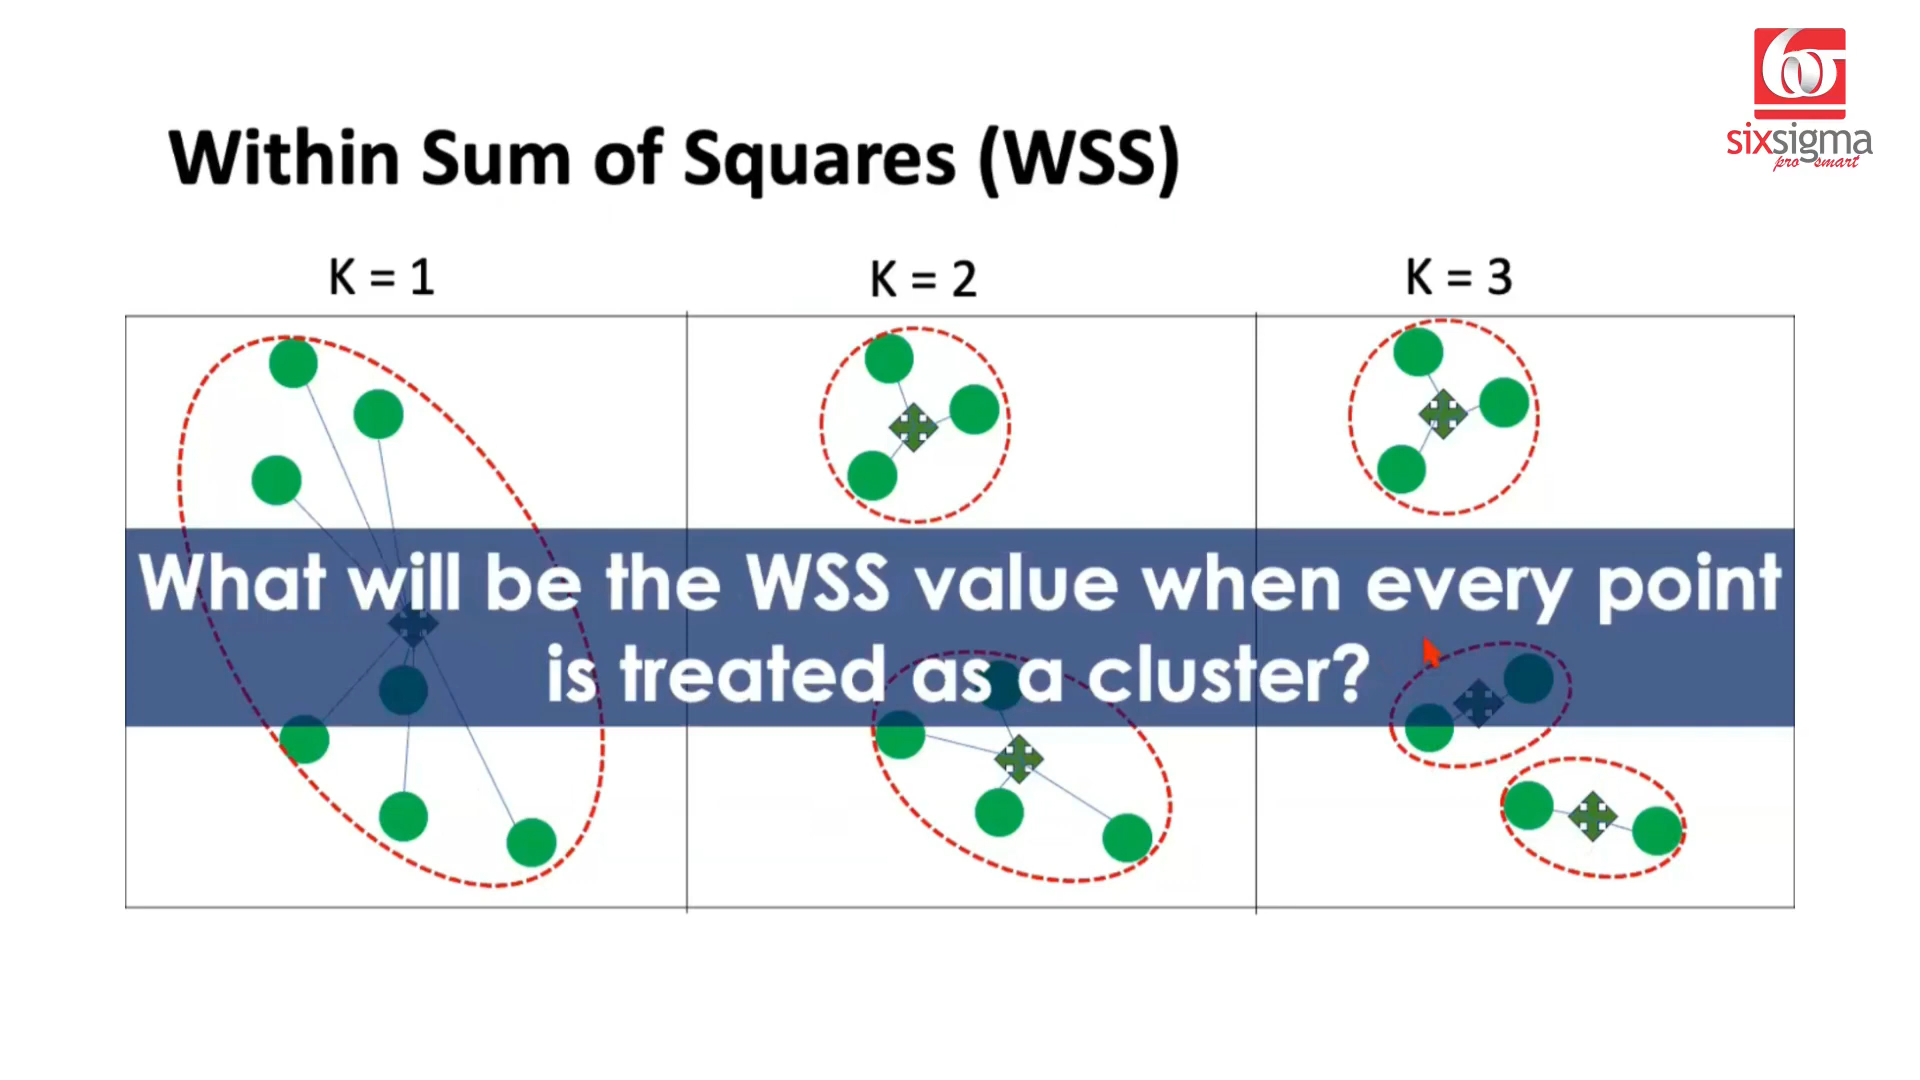 sixsigma
pro smart
Within Sum of Squares (WSS)
K = 1
K = 2
K = 3
What will be the WSS value when every point
is treated as a cluster?